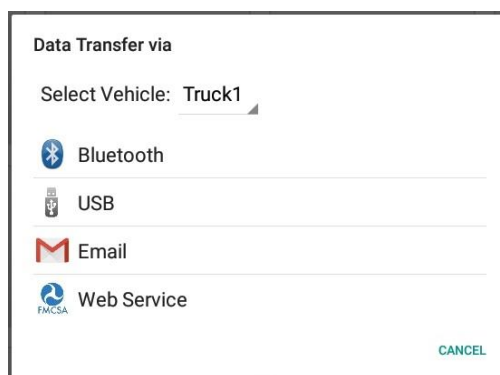 Data Transfer via
Select Vehicle: Truck1
Bluetooth
USB
Email
FMCSA Web Service
CANCEL